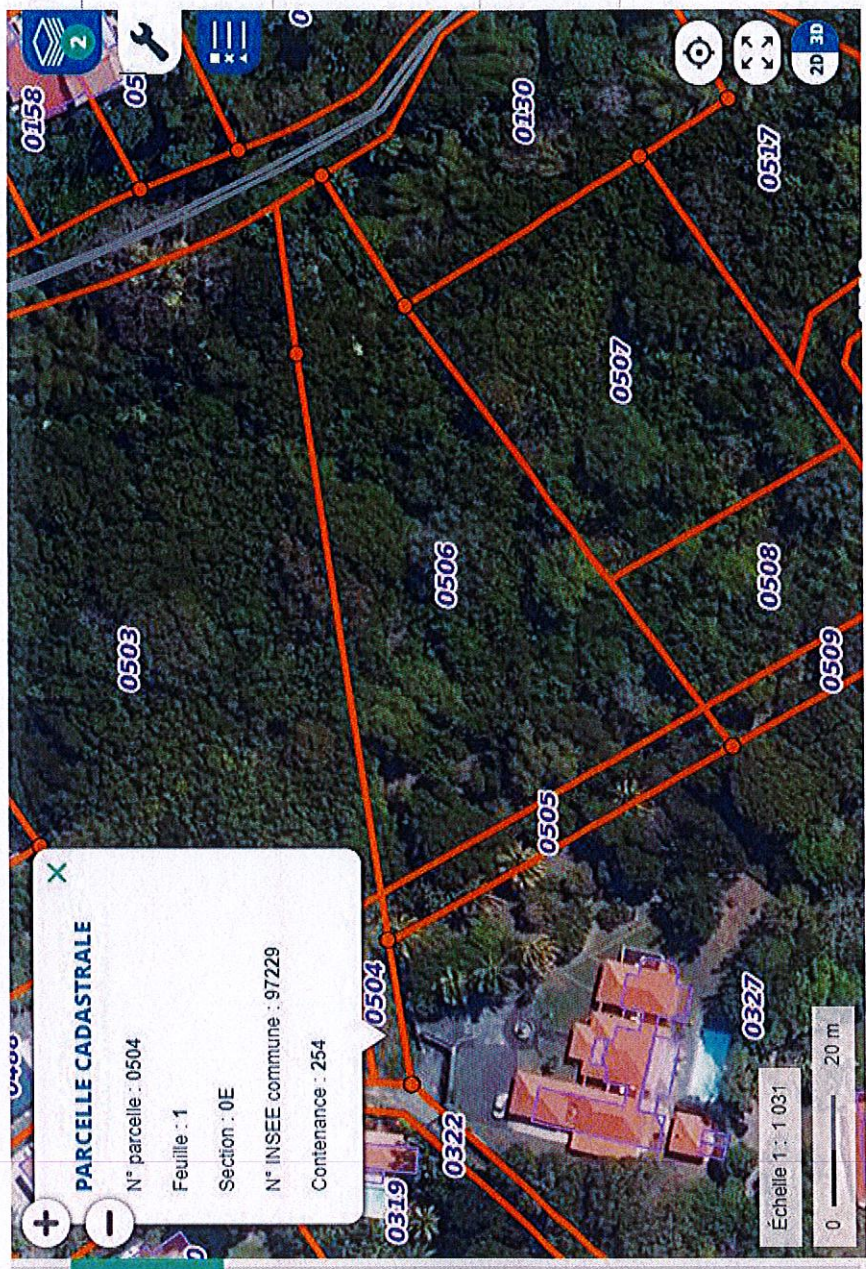 PARCELLE CADASTRALE
N° parcelle : 0504
Feuille : 1
Section : 0E
N° INSEE commune : 97229
Contenance : 254
0503
0158
2
0504
0506
0130
0505
0507
0517
0322
0319
0508
0509
0327
Échelle 1 : 1 031
0 20 m
2D 3D